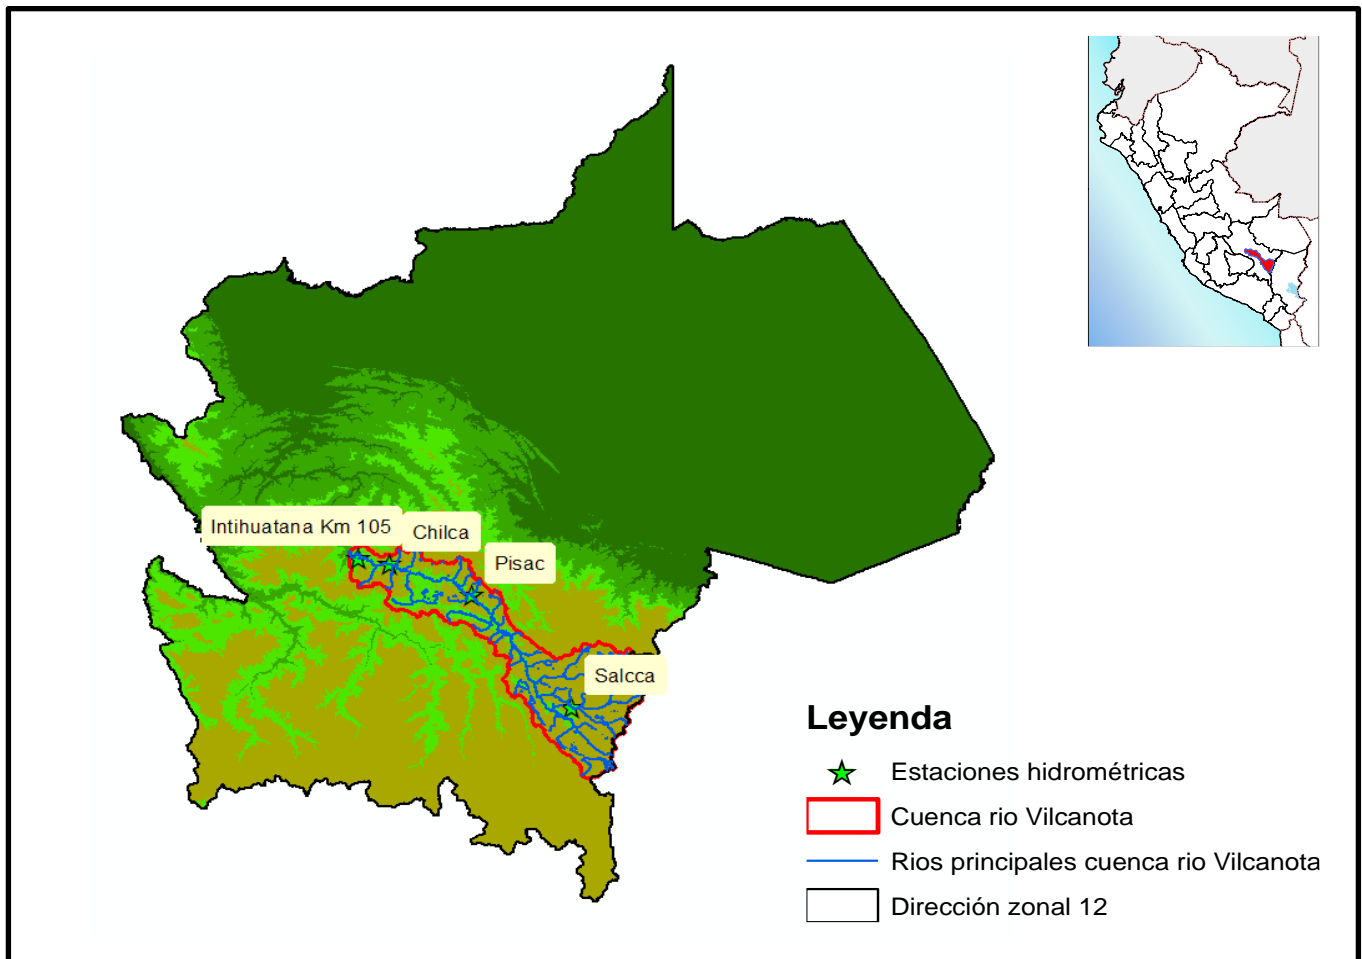 Intihuatana Km 105
Chilca
Pisac
Salcca
Leyenda
Estaciones hidrométricas
Cuenca rio Vilcanota
Rios principales cuenca rio Vilcanota
Dirección zonal 12